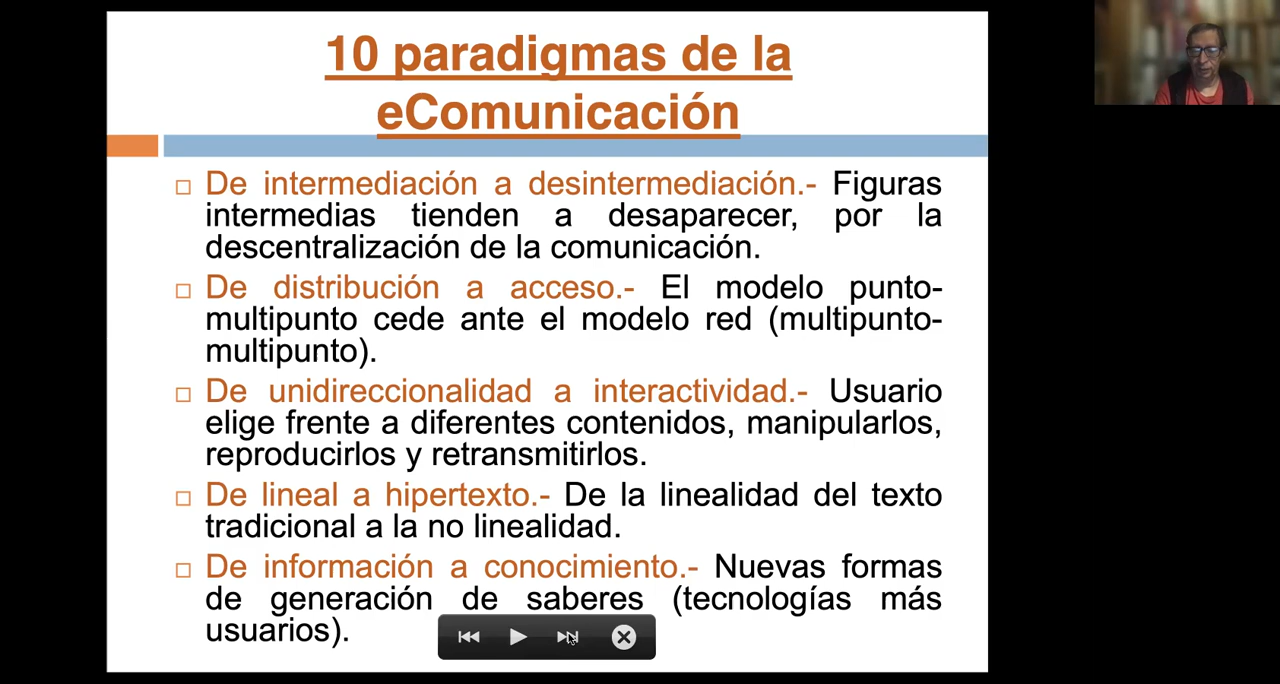 10 paradigmas de la
eComunicación
De intermediación a desintermediación.- Figuras
intermedias tienden a desaparecer, por la
descentralización de la comunicación.
De distribución a acceso.- El modelo punto-
multipunto cede ante el modelo red (multipunto-
multipunto).
De unidireccionalidad a interactividad.- Usuario
elige frente a diferentes contenidos, manipularlos,
reproducirlos y retransmitirlos.
De lineal a hipertexto.- De la linealidad del texto
tradicional a la no linealidad.
De información a conocimiento.- Nuevas formas
de generación de saberes (tecnologías más
usuarios).